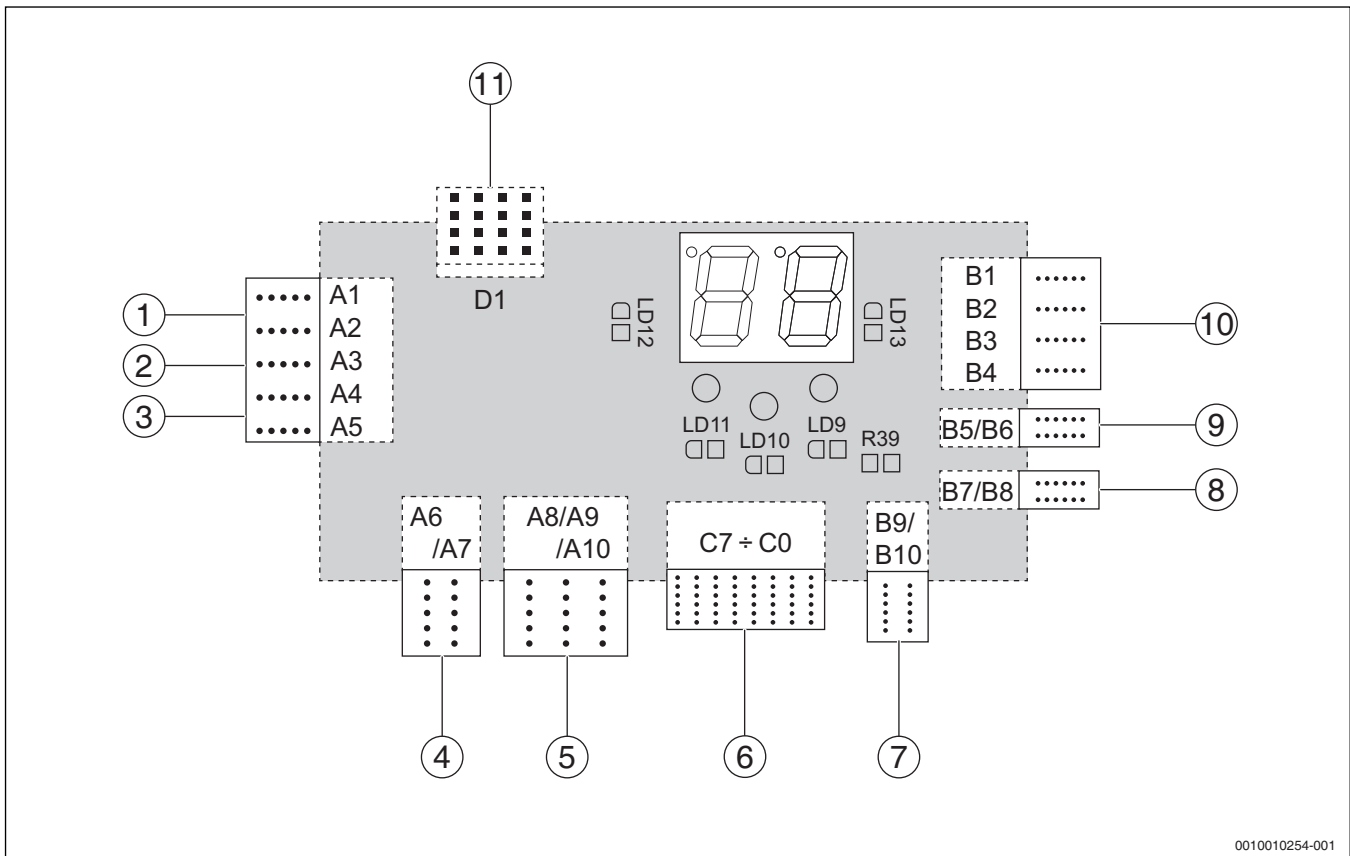 11
D1
A1
A2
A3
A4
A5
1
2
3
LD12
LD13
LD11
LD10
LD9
R39
B1
B2
B3
B4
10
B5/B6
9
B7/B8
8
A6
/A7
A8/A9
/A10
C7 ÷ C0
B9/
B10
4
5
6
7
0010010254-001